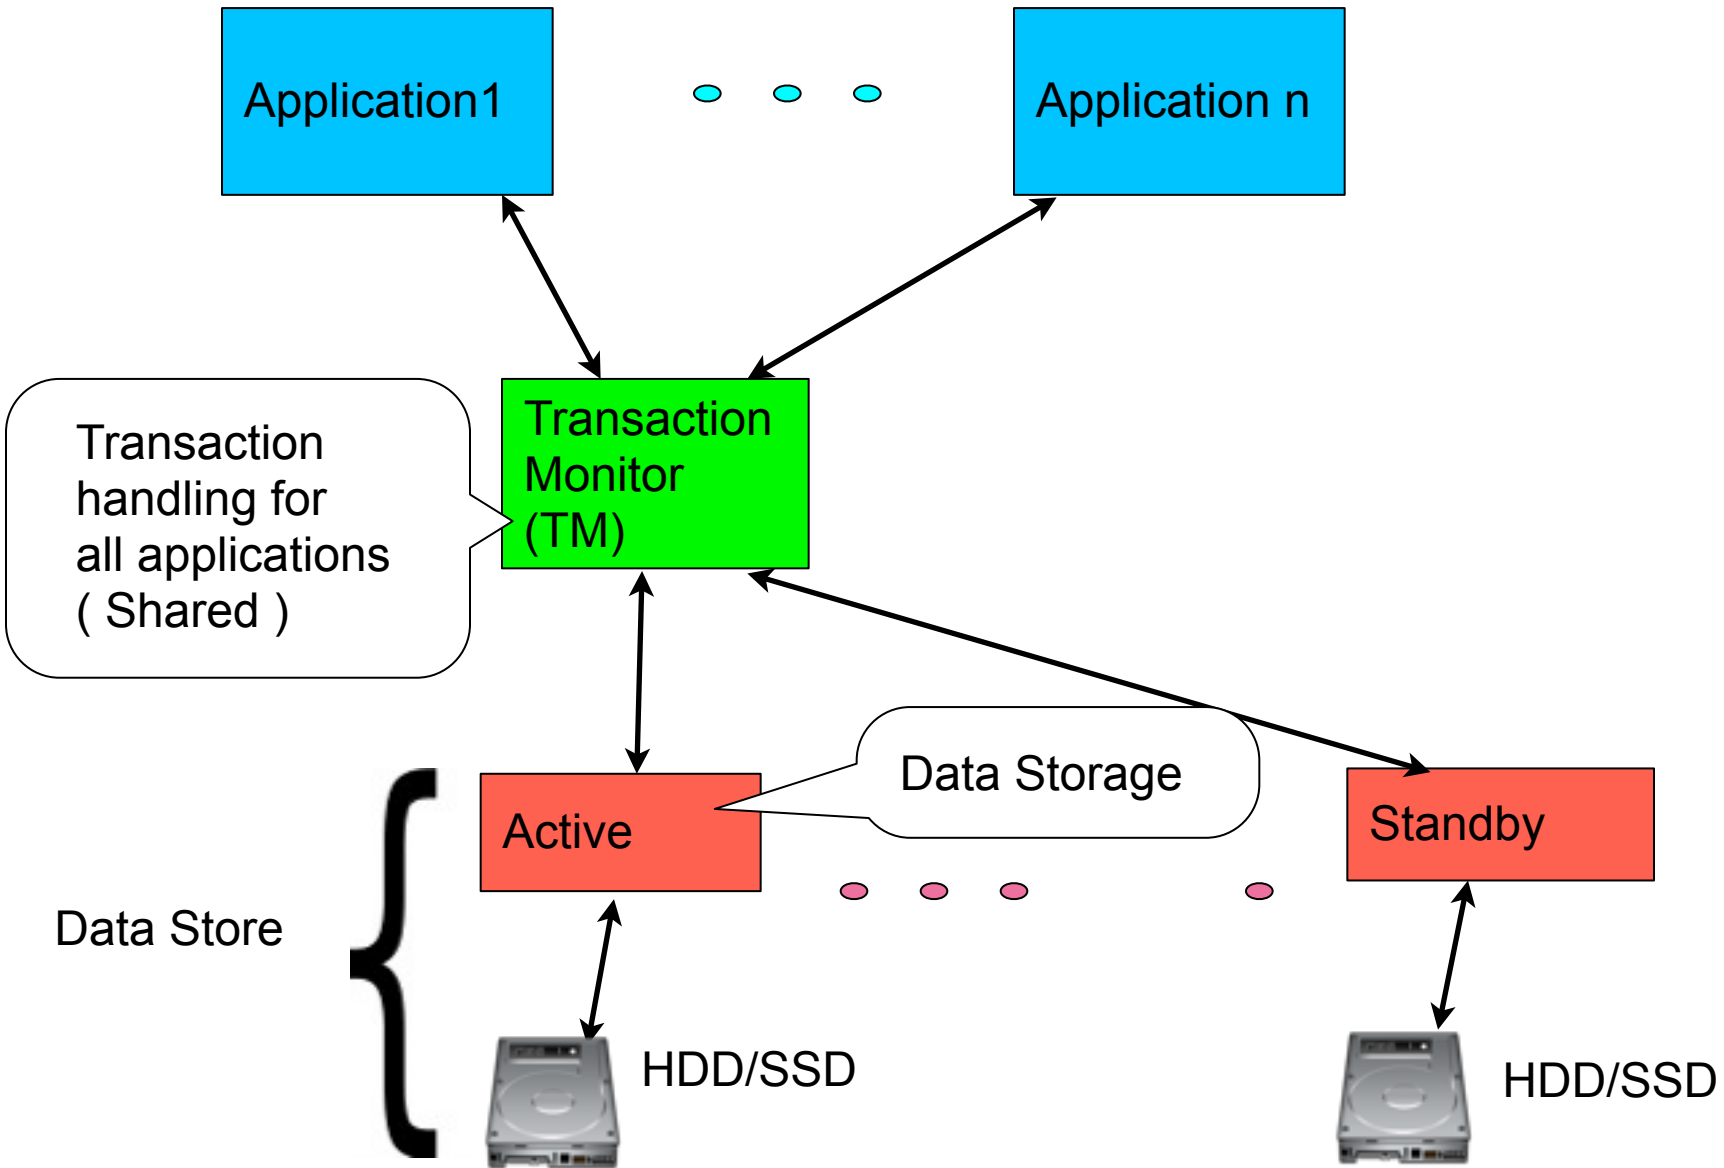 Application1
Application n
Transaction
Monitor
(TM)
Transaction
handling for
all applications
( Shared )
Data Storage
Active
Standby
Data Store
HDD/SSD
HDD/SSD